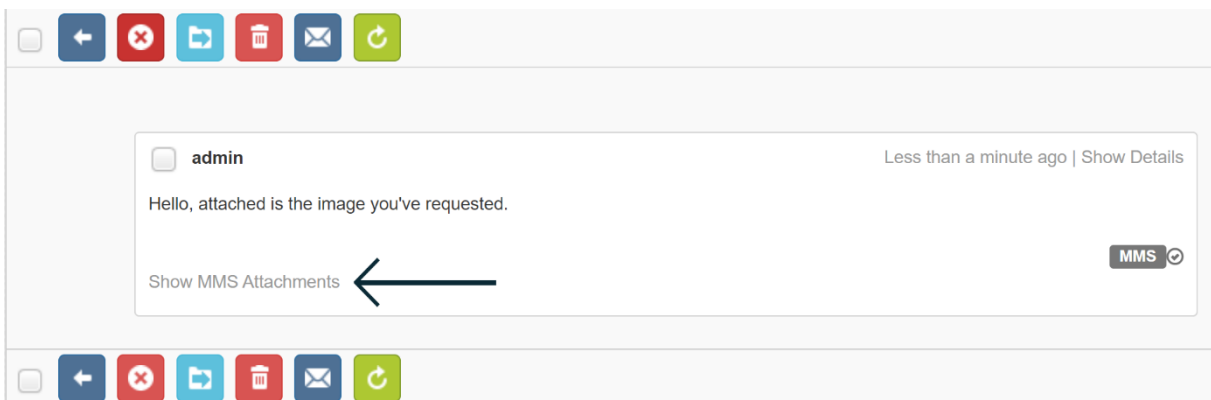 admin
Less than a minute ago | Show Details
Hello, attached is the image you've requested.
MMS
Show MMS Attachments